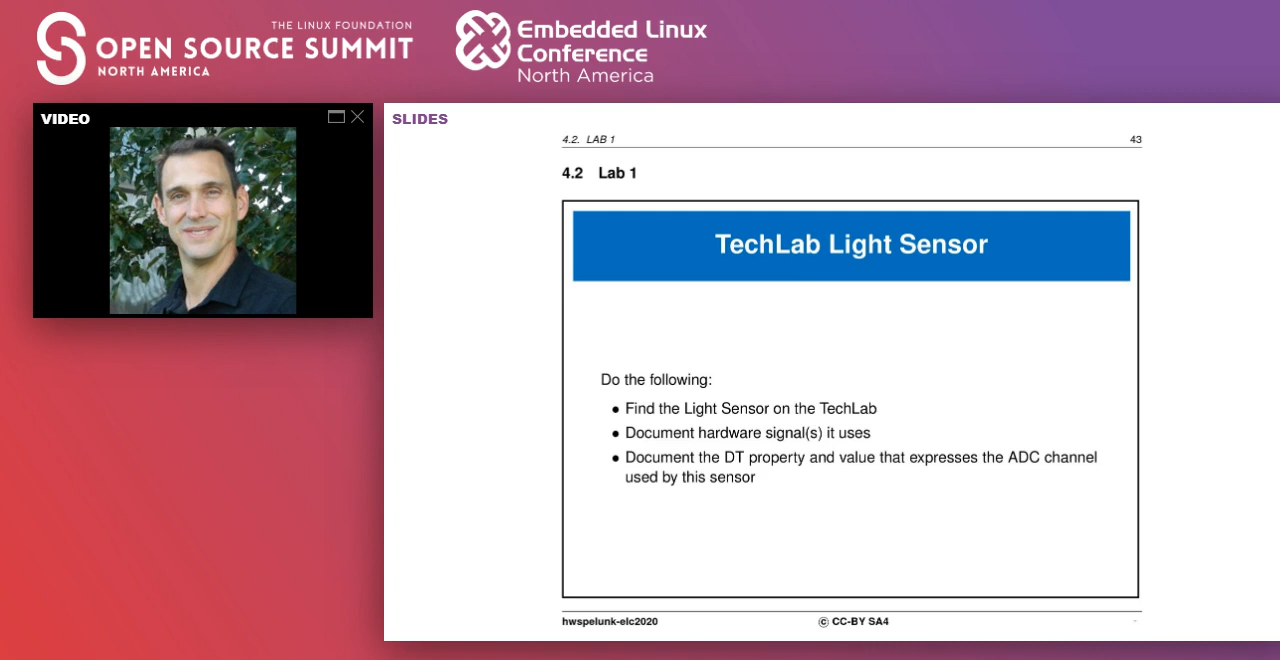 THE LINUX FOUNDATION
OPEN SOURCE SUMMIT
NORTH AMERICA
Embedded Linux
Conference
North America
VIDEO
SLIDES
4.2. LAB 1 43
4.2 Lab 1
TechLab Light Sensor
Do the following:
• Find the Light Sensor on the TechLab
• Document hardware signal(s) it uses
• Document the DT property and value that expresses the ADC channel
used by this sensor
hwspelunk-elc2020 © CC-BY SA4